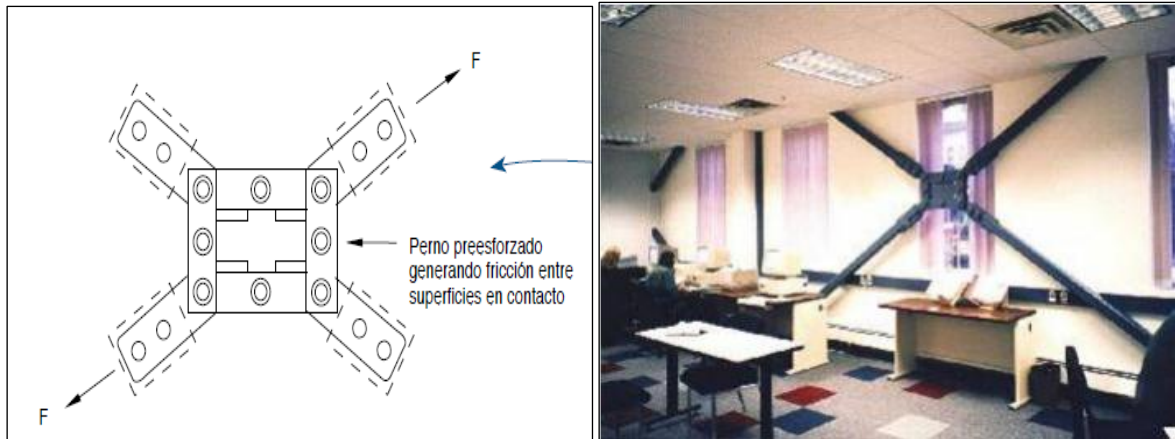 F
Perno preesforzado
generando fricción entre
superficies en contacto
F